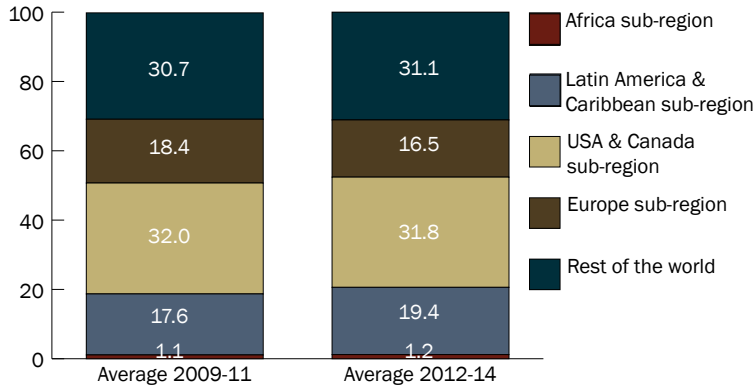 100
80
60
40
20
0
30.7
18.4
32.0
17.6
1.1
31.1
16.5
31.8
19.4
1.2
Average 2009-11
Average 2012-14
Africa sub-region
Latin America &
Caribbean sub-region
USA & Canada
sub-region
Europe sub-region
Rest of the world